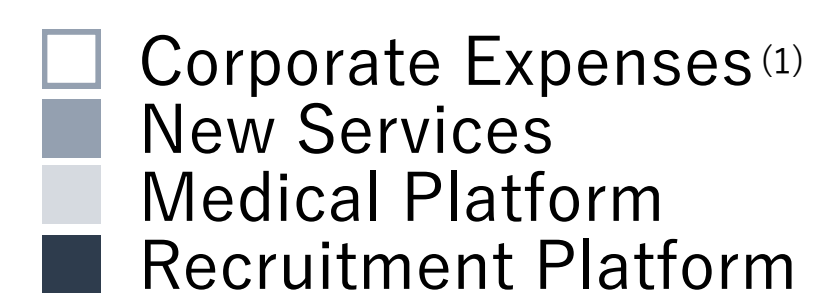 Corporate Expenses (1)
New Services
Medical Platform
Recruitment Platform